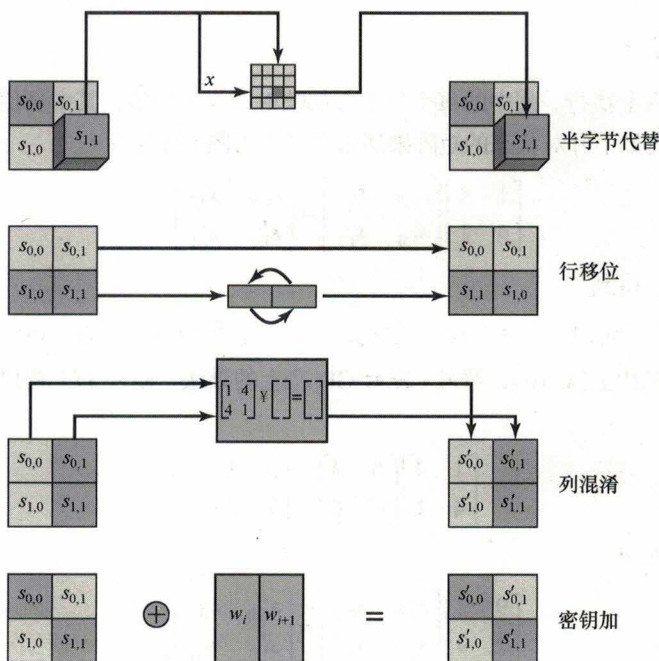 x
s0,0 s0,1
s1,0 s1,1
s′0,0 s′0,1
s′1,0 s′1,1
半字节代替
s0,0 s0,1
s1,0 s1,1
s0,0 s0,1
s1,1 s1,0
行移位
[1 4
4 1] ¥ [ ] = [ ]
s0,0 s0,1
s1,0 s1,1
s′0,0 s′0,1
s′1,0 s′1,1
列混淆
s0,0 s0,1
s1,0 s1,1
⊕
wi wi+1
=
s′0,0 s′0,1
s′1,0 s′1,1
密钥加